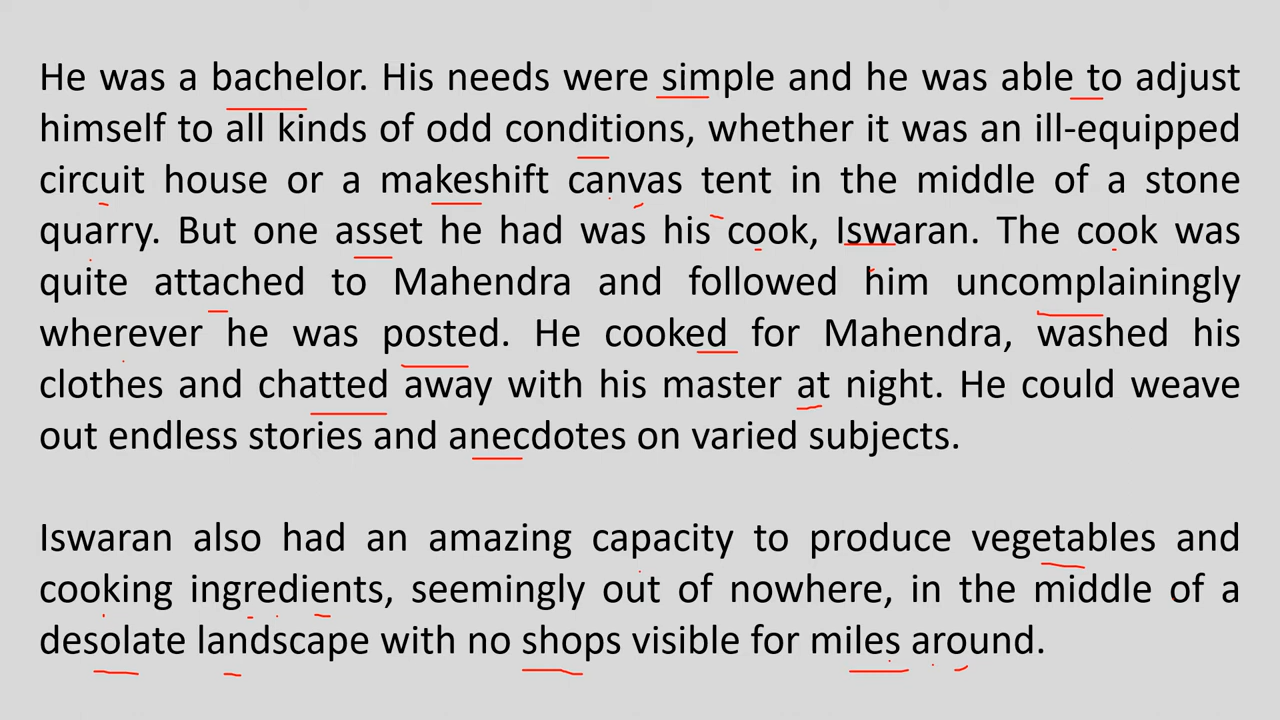 He was a bachelor. His needs were simple and he was able to adjust
himself to all kinds of odd conditions, whether it was an ill-equipped
circuit house or a makeshift canvas tent in the middle of a stone
quarry. But one asset he had was his cook, Iswaran. The cook was
quite attached to Mahendra and followed him uncomplainingly
wherever he was posted. He cooked for Mahendra, washed his
clothes and chatted away with his master at night. He could weave
out endless stories and anecdotes on varied subjects.
Iswaran also had an amazing capacity to produce vegetables and
cooking ingredients, seemingly out of nowhere, in the middle of a
desolate landscape with no shops visible for miles around.